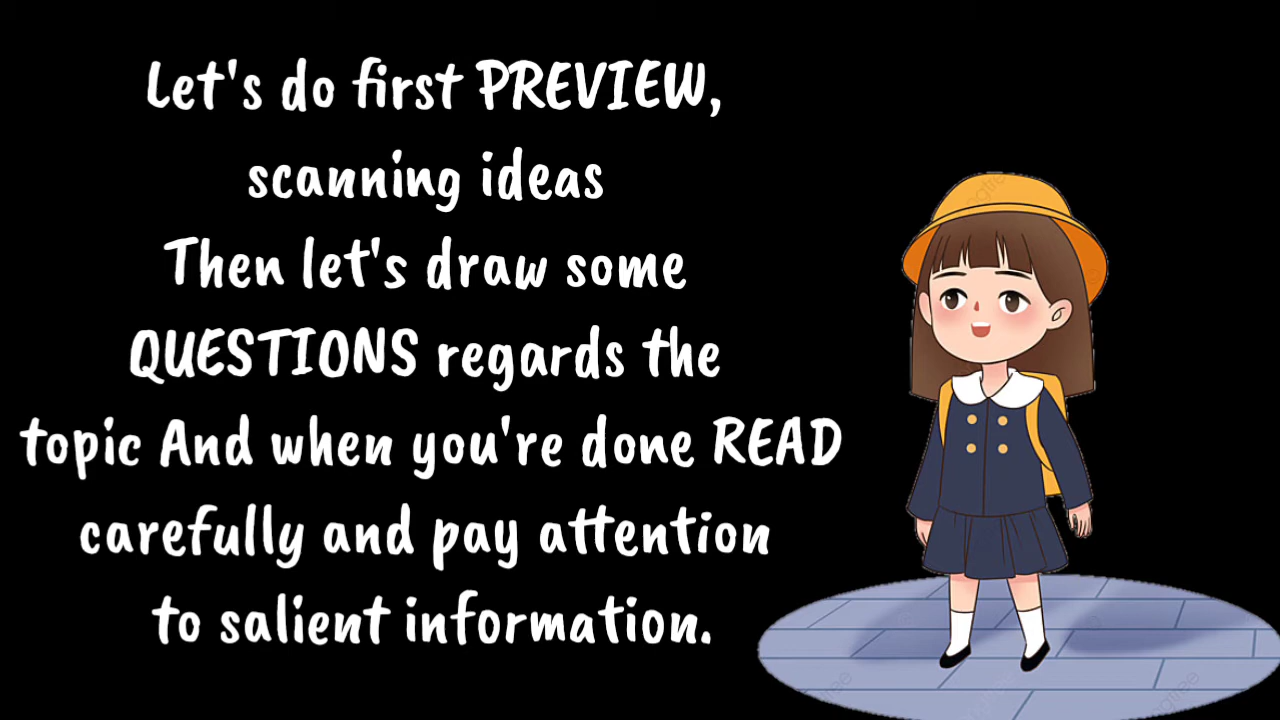 Let's do first PREVIEW,
scanning ideas
Then let's draw some
QUESTIONS regards the
topic And when you're done READ
carefully and pay attention
to salient information.